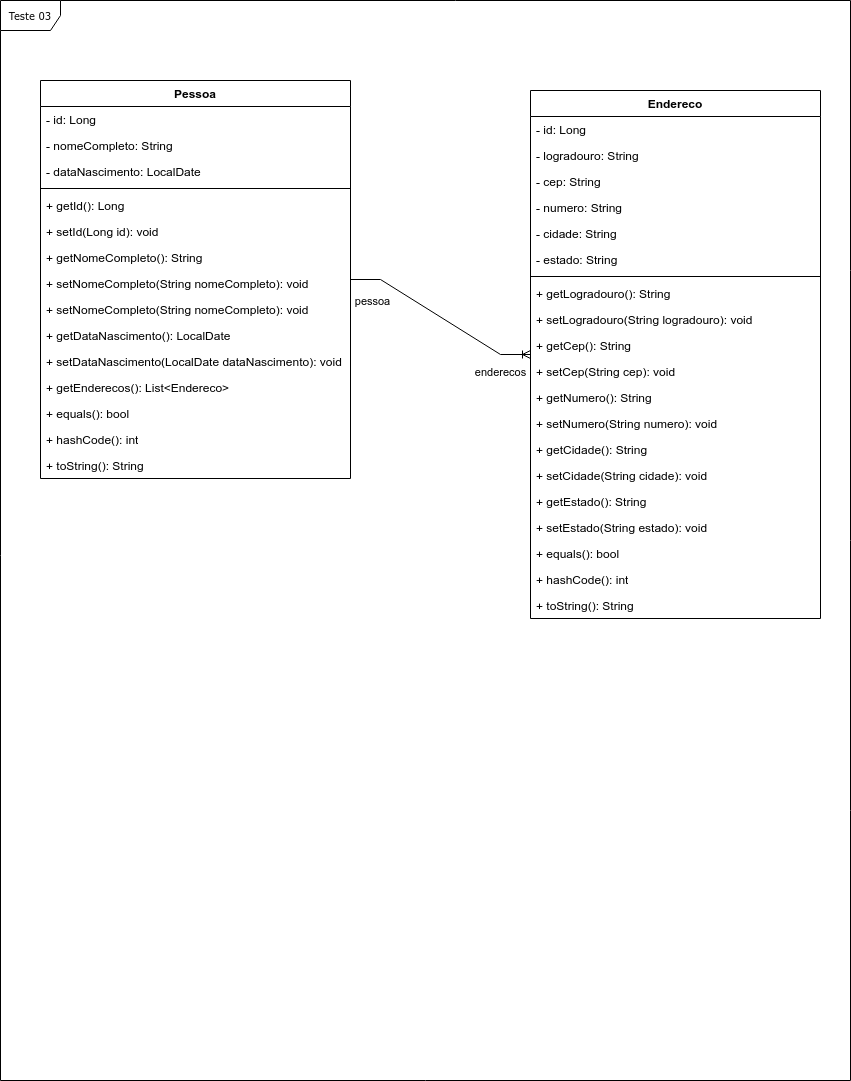 Teste 03
Pessoa
- id: Long
- nomeCompleto: String
- dataNascimento: LocalDate
+ getId(): Long
+ setId(Long id): void
+ getNomeCompleto(): String
+ setNomeCompleto(String nomeCompleto): void
+ setNomeCompleto(String nomeCompleto): void
+ getDataNascimento(): LocalDate
+ setDataNascimento(LocalDate dataNascimento): void
+ getEnderecos(): List<Endereco>
+ equals(): bool
+ hashCode(): int
+ toString(): String
pessoa
enderecos
Endereco
- id: Long
- logradouro: String
- cep: String
- numero: String
- cidade: String
- estado: String
+ getLogradouro(): String
+ setLogradouro(String logradouro): void
+ getCep(): String
+ setCep(String cep): void
+ getNumero(): String
+ setNumero(String numero): void
+ getCidade(): String
+ setCidade(String cidade): void
+ getEstado(): String
+ setEstado(String estado): void
+ equals(): bool
+ hashCode(): int
+ toString(): String